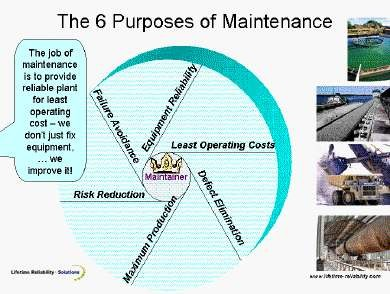 The 6 Purposes of Maintenance
The job of
maintenance
is to provide
reliable plant
for least
operating
cost – we
don't just fix
equipment,
… we
improve it!
Failure Avoidance
Equipment Reliability
Least Operating Costs
Maintainer
Risk Reduction
Defect Elimination
Maximum Production
Lifetime Reliability Solutions
www.lifetime-reliability.com